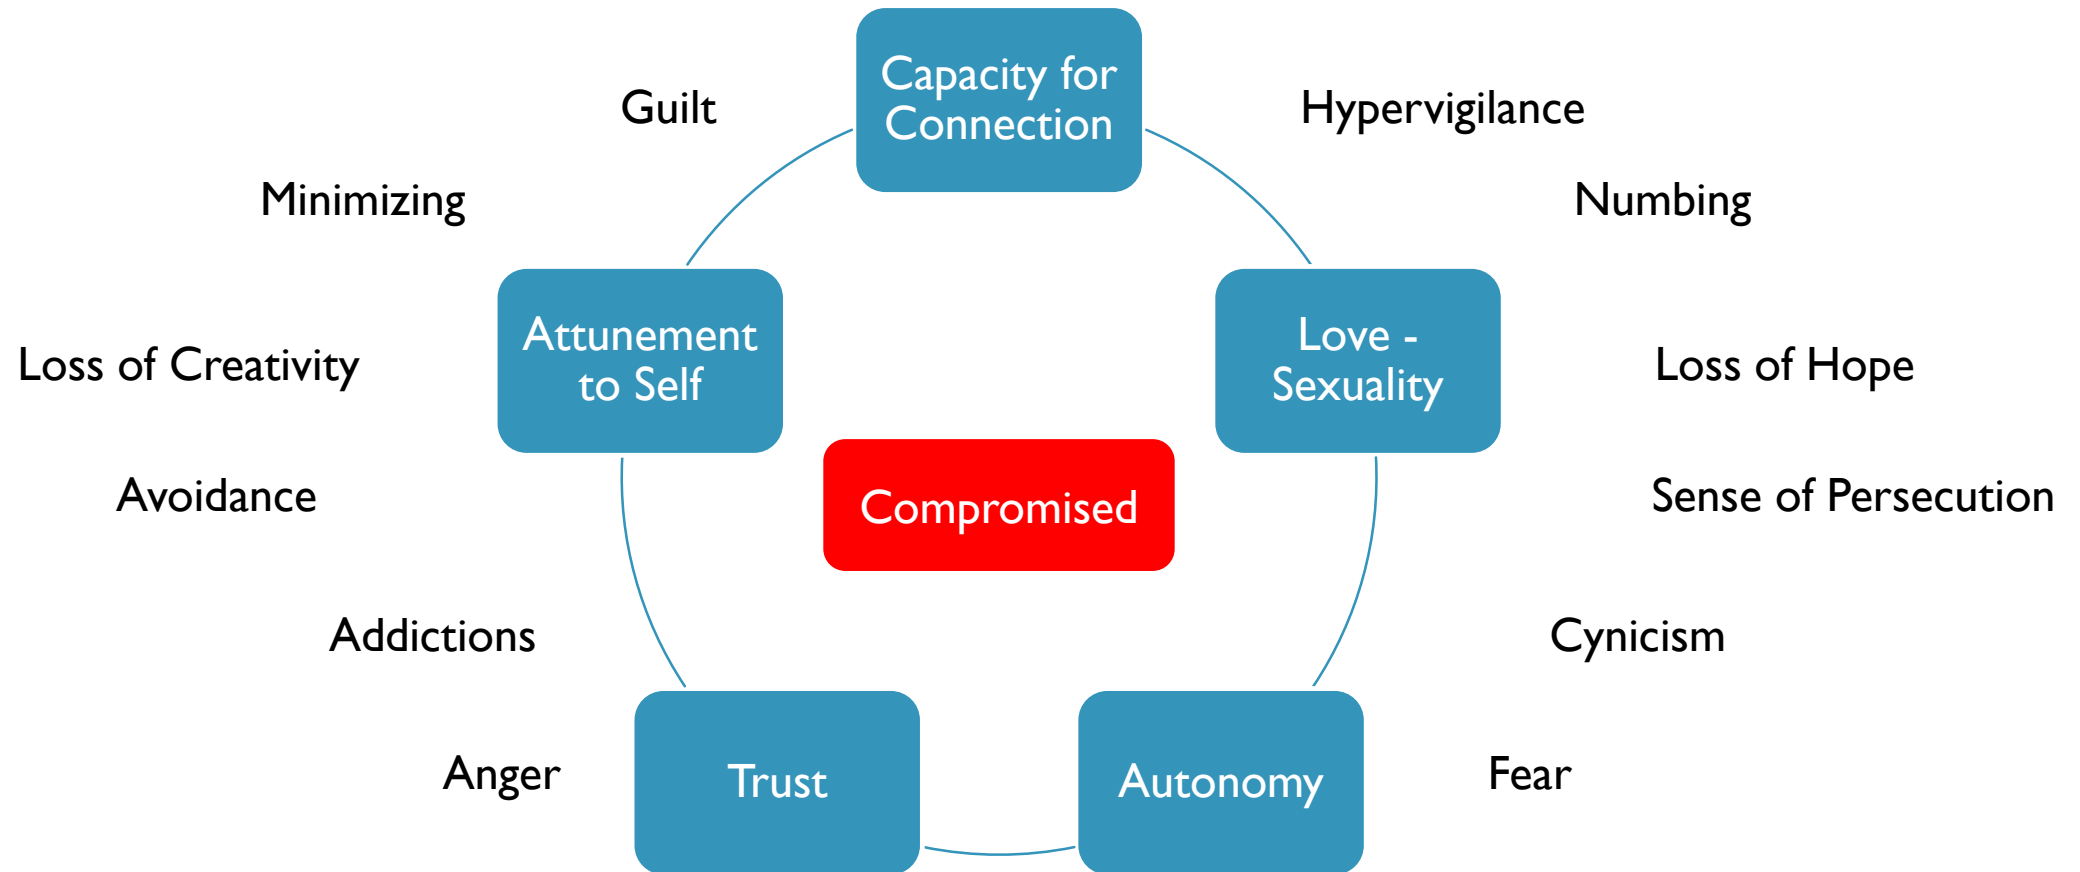 Capacity for
Connection
Guilt
Hypervigilance
Minimizing
Numbing
Attunement
to Self
Love -
Sexuality
Loss of Creativity
Loss of Hope
Avoidance
Compromised
Sense of Persecution
Addictions
Cynicism
Anger
Trust
Autonomy
Fear